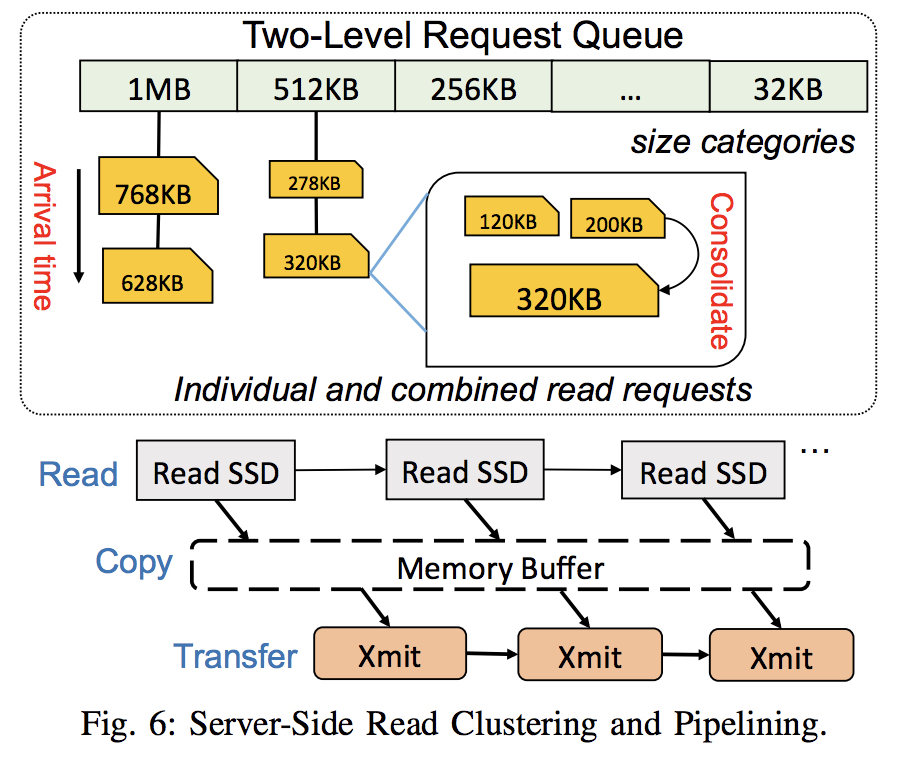 Two-Level Request Queue
1MB 512KB 256KB ... 32KB
size categories
Arrival time
768KB
628KB
278KB
320KB
120KB 200KB
320KB
Consolidate
Individual and combined read requests
Read
Read SSD Read SSD Read SSD ...
Copy
Memory Buffer
Transfer
Xmit Xmit Xmit
Fig. 6: Server-Side Read Clustering and Pipelining.